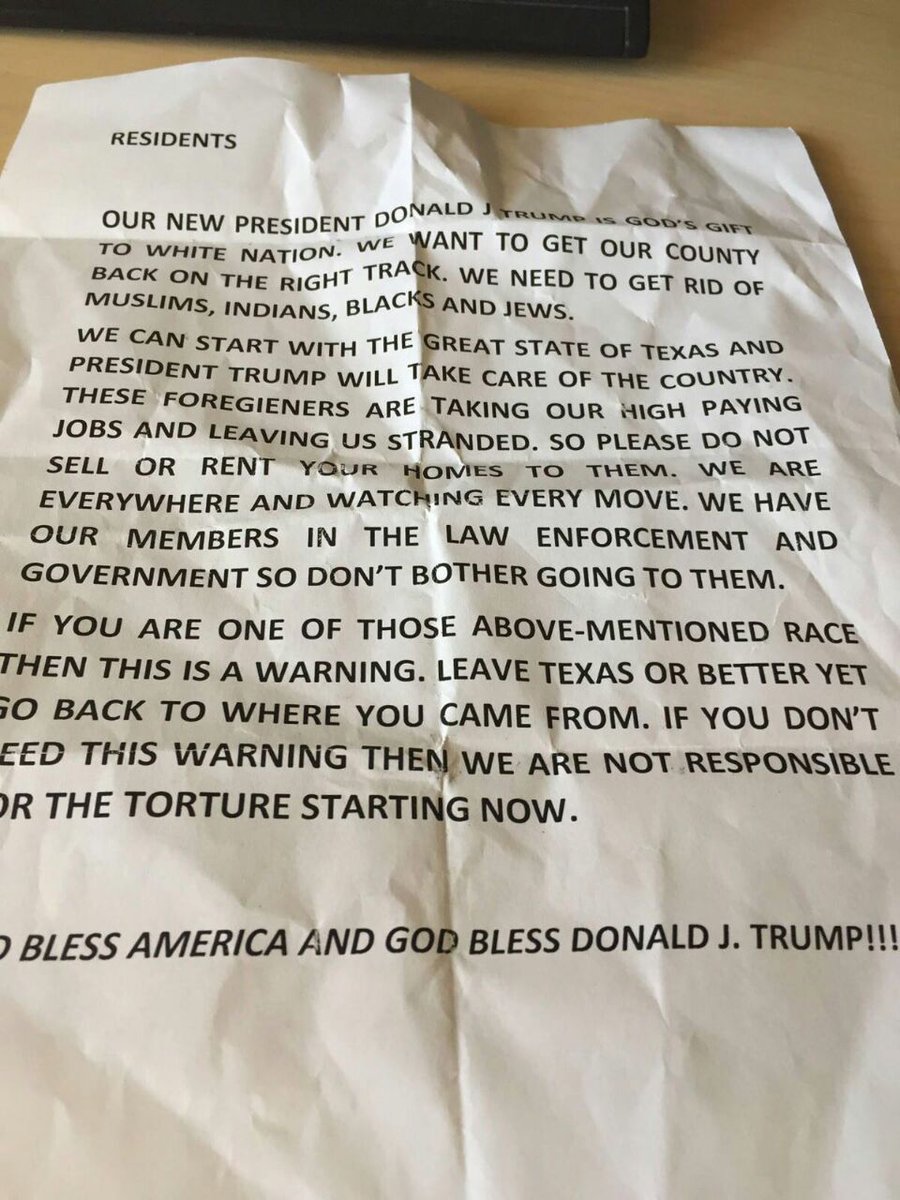 RESIDENTS
OUR NEW PRESIDENT DONALD J TRUMP IS GOD'S GIFT
TO WHITE NATION. WE WANT TO GET OUR COUNTY
BACK ON THE RIGHT TRACK. WE NEED TO GET RID OF
MUSLIMS, INDIANS, BLACKS AND JEWS.
WE CAN START WITH THE GREAT STATE OF TEXAS AND
PRESIDENT TRUMP WILL TAKE CARE OF THE COUNTRY.
THESE FOREGIENERS ARE TAKING OUR HIGH PAYING
JOBS AND LEAVING US STRANDED. SO PLEASE DO NOT
SELL OR RENT YOUR HOMES TO THEM. WE ARE
EVERYWHERE AND WATCHING EVERY MOVE. WE HAVE
OUR MEMBERS IN THE LAW ENFORCEMENT AND
GOVERNMENT SO DON'T BOTHER GOING TO THEM.
IF YOU ARE ONE OF THOSE ABOVE-MENTIONED RACE
THEN THIS IS A WARNING. LEAVE TEXAS OR BETTER YET
GO BACK TO WHERE YOU CAME FROM. IF YOU DON'T
EED THIS WARNING THEN WE ARE NOT RESPONSIBLE
OR THE TORTURE STARTING NOW.
D BLESS AMERICA AND GOD BLESS DONALD J. TRUMP!!!